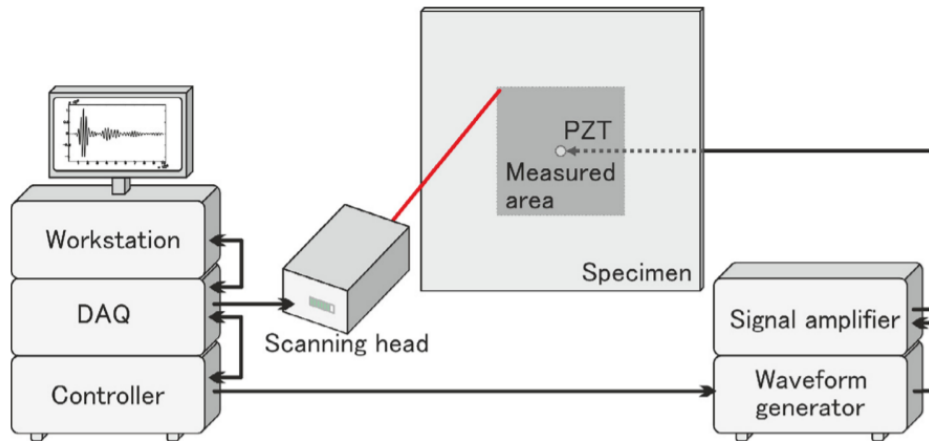 Workstation
DAQ
Controller
Scanning head
PZT
Measured
area
Specimen
Signal amplifier
Waveform
generator